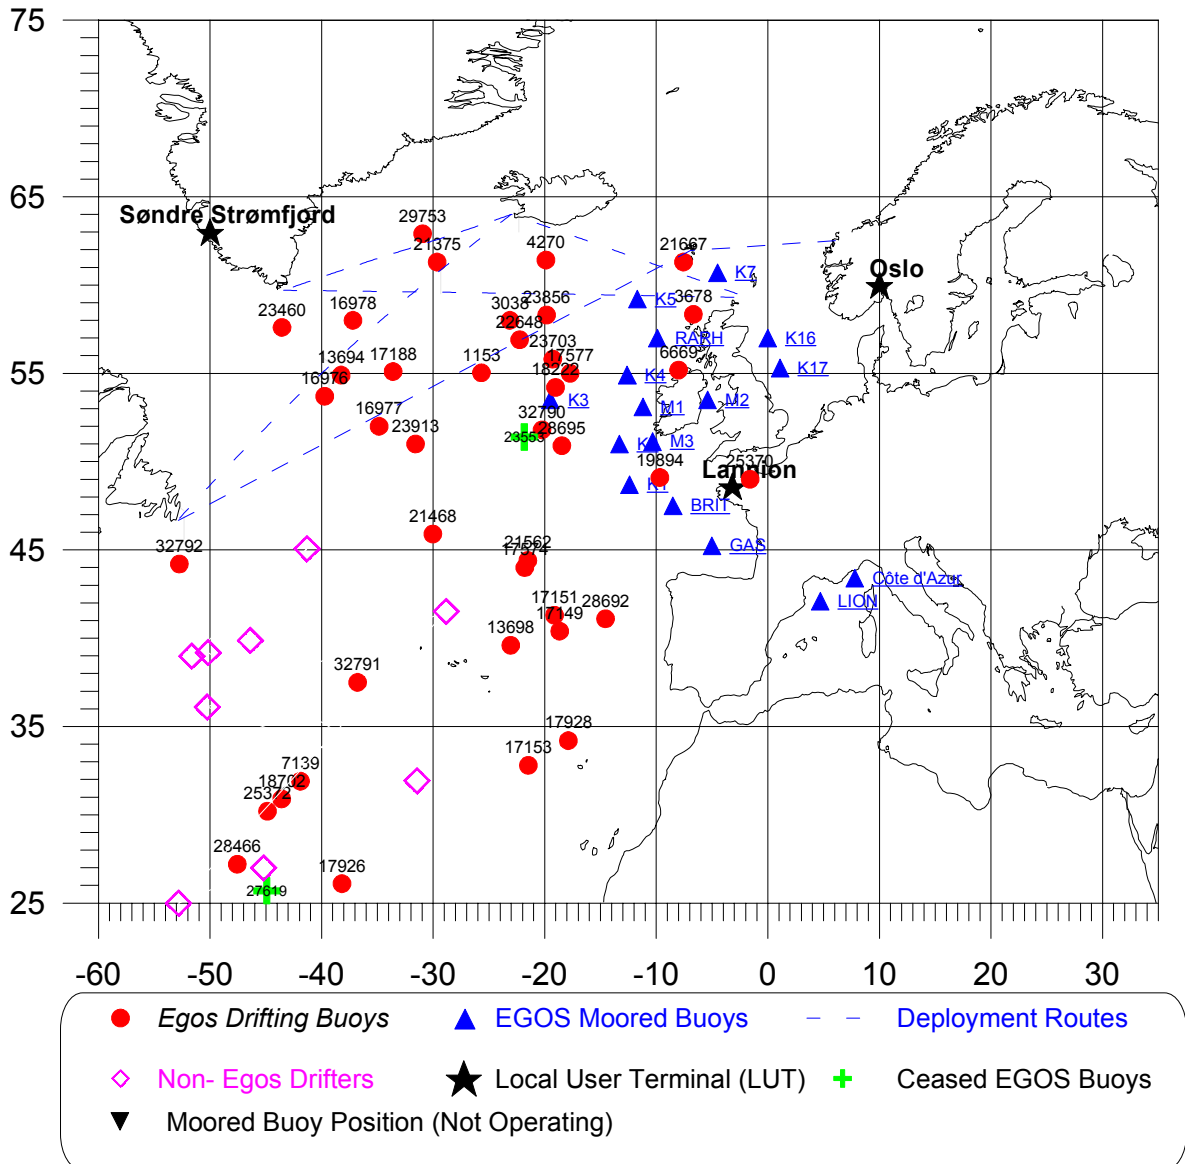 75
65
55
45
35
25
Søndre Strømfjord
29753
21375
4270
21667
K7
Oslo
23460
16978
3038
23856
22648
K5
3678
RARH
K16
K17
23703
17577
13694
17188
1153
18222
6669
K4
16976
K3
M1
M2
16977
23913
32790
23553
28695
M3
19894
Lannion
25370
K1
BRIT
21468
32792
21562
17574
GAS
Côte d'Azur
LION
17151
17149
28692
13698
32791
17928
17153
7139
18702
25372
28466
17926
27619
-60 -50 -40 -30 -20 -10 0 10 20 30
Egos Drifting Buoys
EGOS Moored Buoys
Deployment Routes
Non- Egos Drifters
Local User Terminal (LUT)
Ceased EGOS Buoys
Moored Buoy Position (Not Operating)